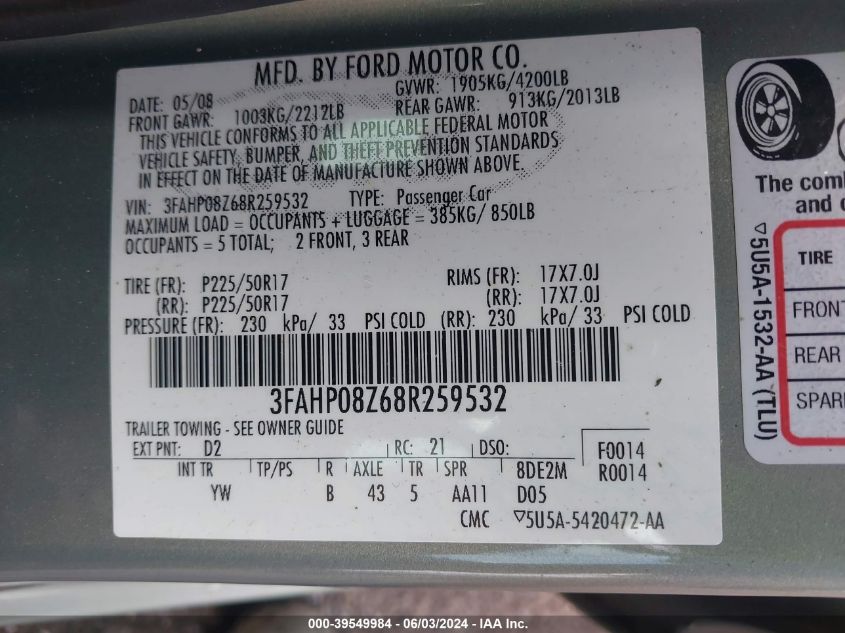 MFD. BY FORD MOTOR CO.
DATE: 05/08 GVWR: 1905KG/4200LB
FRONT GAWR: 1003KG/2212LB REAR GAWR: 913KG/2013LB
THIS VEHICLE CONFORMS TO ALL APPLICABLE FEDERAL MOTOR
VEHICLE SAFETY, BUMPER, AND THEFT PREVENTION STANDARDS
IN EFFECT ON THE DATE OF MANUFACTURE SHOWN ABOVE.
VIN: 3FAHP08Z68R259532 TYPE: Passenger Car
MAXIMUM LOAD = OCCUPANTS + LUGGAGE = 385KG/ 850LB
OCCUPANTS = 5 TOTAL; 2 FRONT, 3 REAR
TIRE (FR): P225/50R17 RIMS (FR): 17X7.0J
(RR): P225/50R17 (RR): 17X7.0J
PRESSURE (FR): 230 kPa/ 33 PSI COLD (RR): 230 kPa/ 33 PSI COLD
3FAHP08Z68R259532
TRAILER TOWING - SEE OWNER GUIDE
EXT PNT: D2 RC: 21 DSO: F0014
INT TR TP/PS R AXLE TR SPR 8DE2M R0014
YW B 43 5 AA11 D05
CMC ▽5U5A-5420472-AA
The comb
and c
▽5U5A-1532-AA (TLU)
TIRE
FRONT
REAR
SPAR
000-39549984 - 06/03/2024 - IAA Inc.